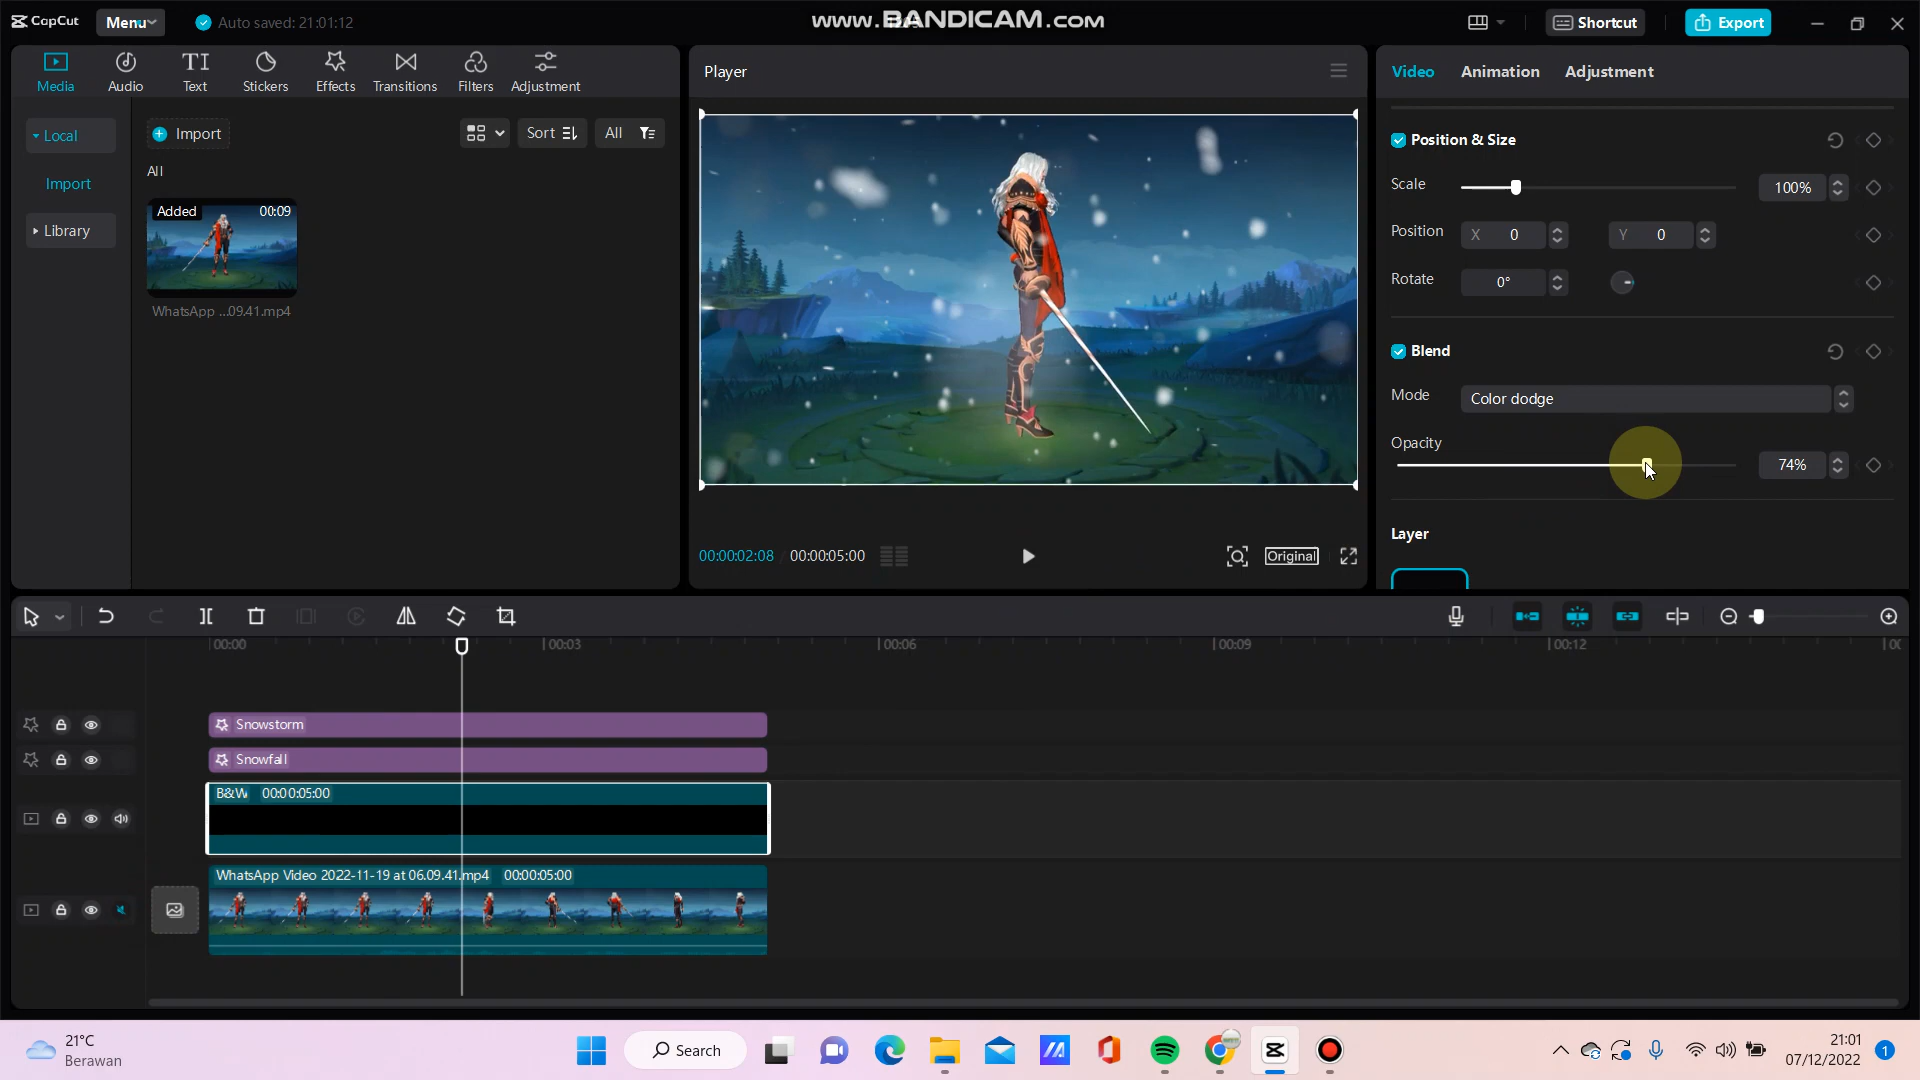 CapCut
Menu
Auto saved: 21:01:12
www.BANDICAM.com
Shortcut
Export
Media
Audio
Text
Stickers
Effects
Transitions
Filters
Adjustment
Player
Video
Animation
Adjustment
Local
Import
Sort
All
Import
Library
All
Added
00:09
WhatsApp ...09.41.mp4
Position & Size
Scale
100%
Position
X 0
Y 0
Rotate
0°
Blend
Mode
Color dodge
Opacity
74%
Layer
00:00:02:08
00:00:05:00
Original
00:00
00:03
00:06
00:09
00:12
Snowstorm
Snowfall
B&W 00:00:05:00
WhatsApp Video 2022-11-19 at 06.09.41.mp4 00:00:05:00
21°C
Berawan
Search
21:01
07/12/2022
1